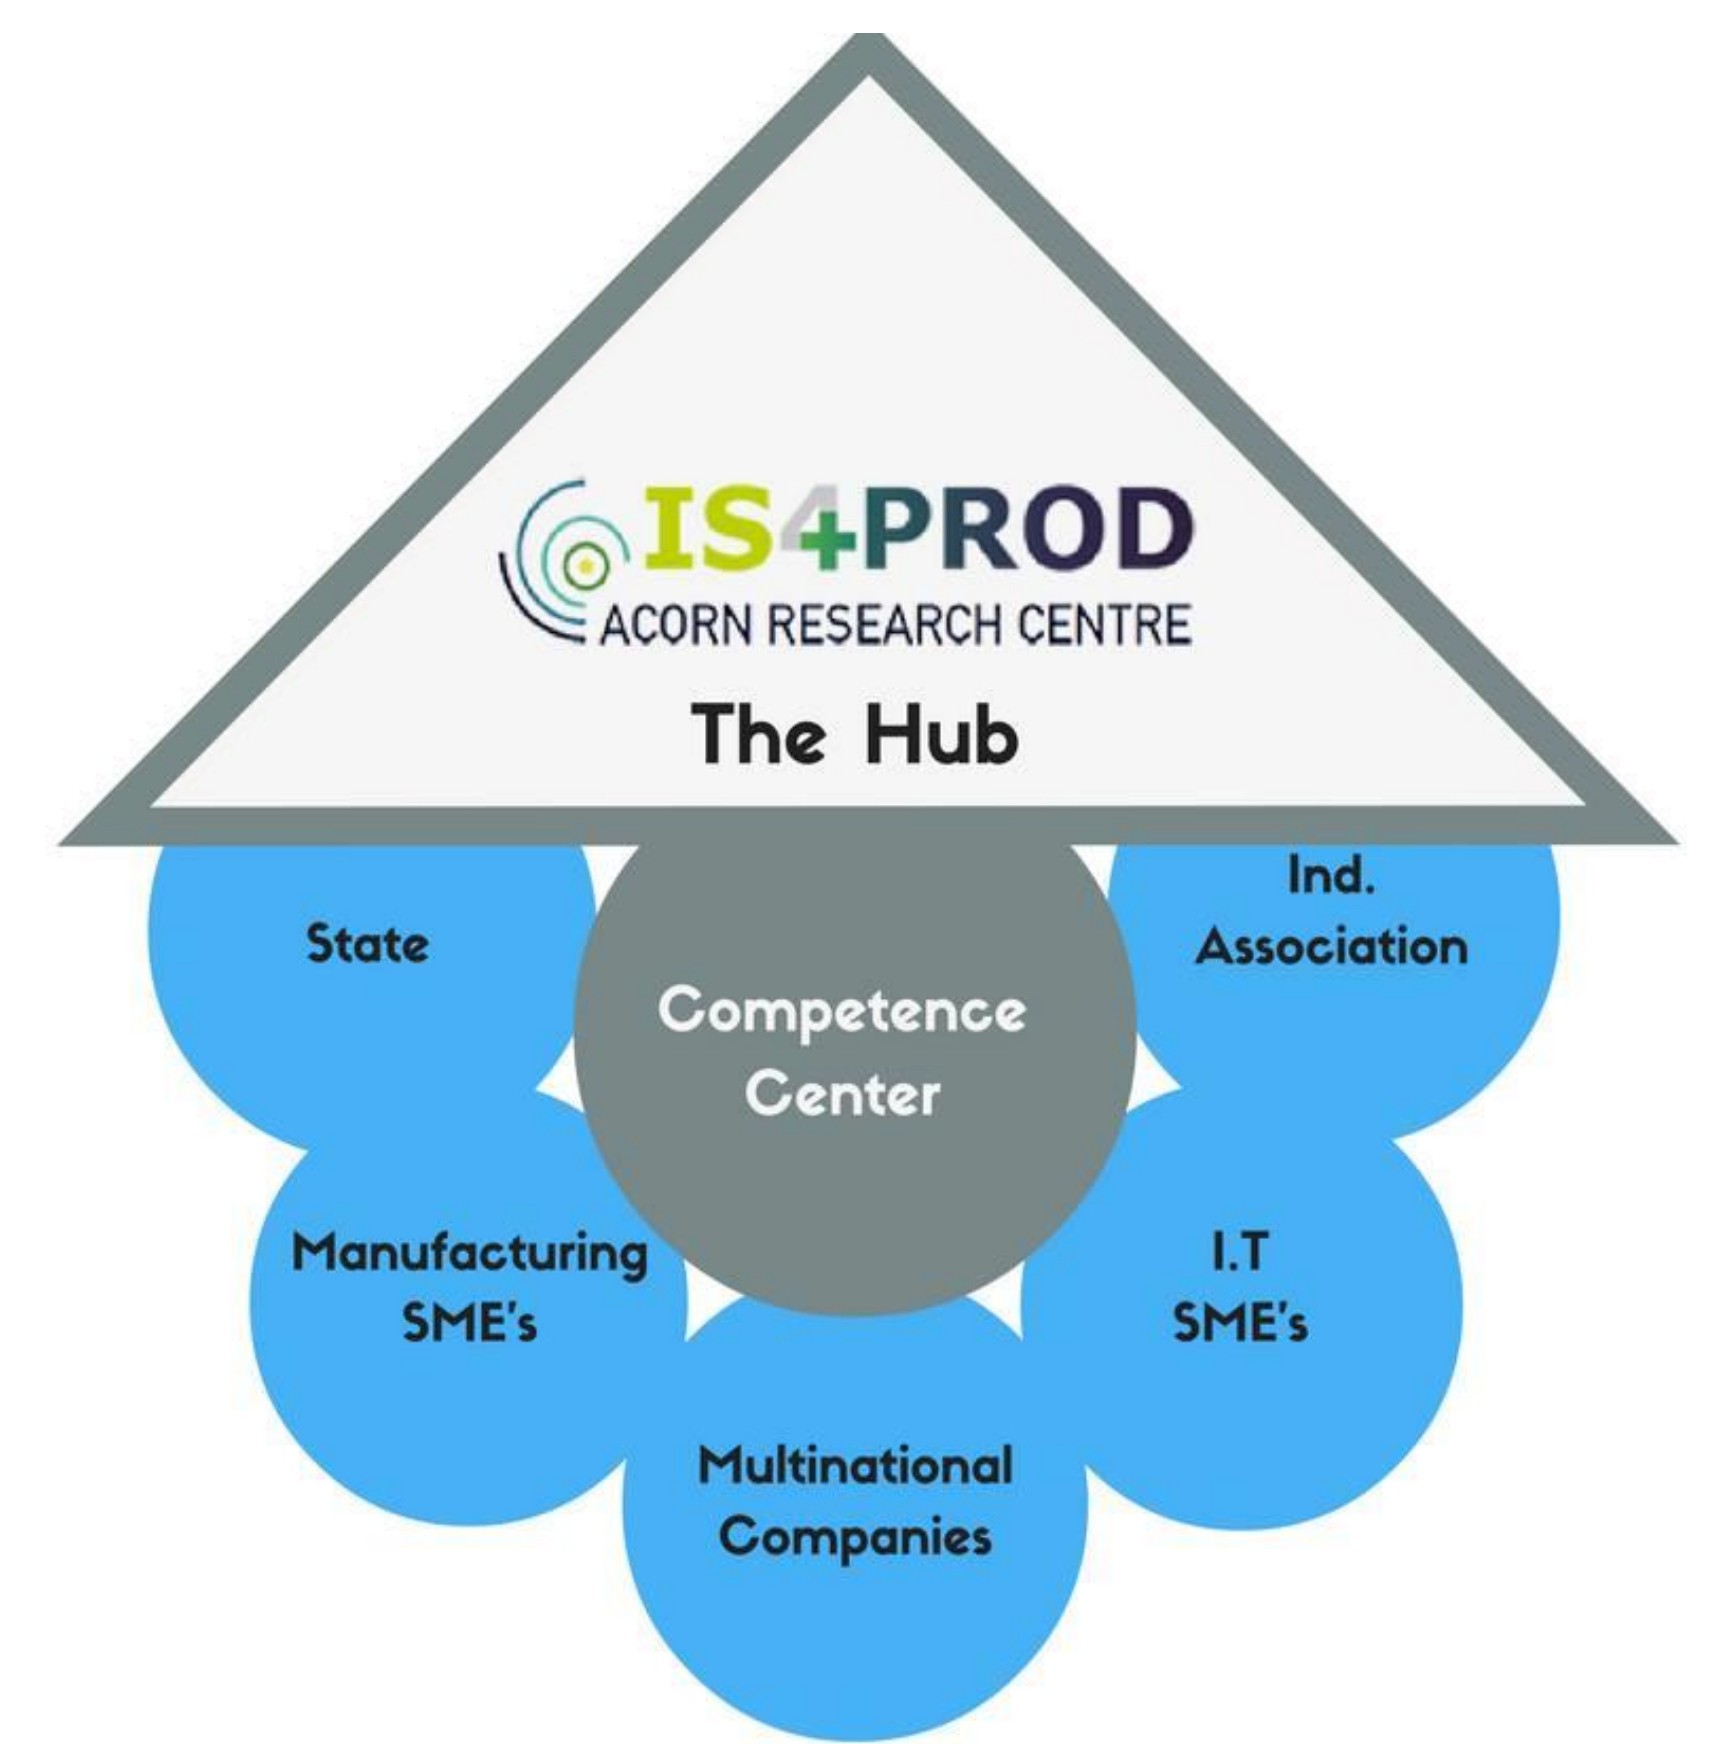 IS4PROD
ACORN RESEARCH CENTRE
The Hub
State
Ind.
Association
Competence
Center
Manufacturing
SME's
I.T
SME's
Multinational
Companies